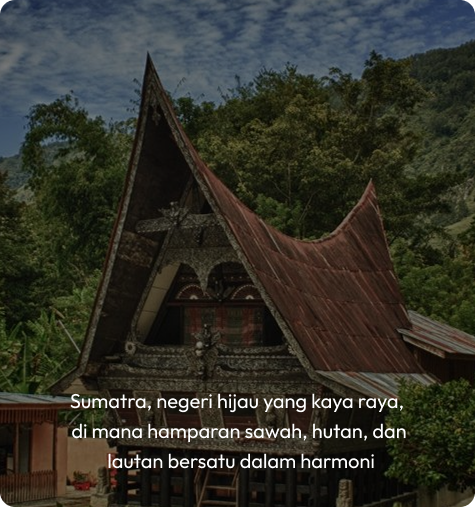 Sumatra, negeri hijau yang kaya raya,
di mana hamparan sawah, hutan, dan
lautan bersatu dalam harmoni